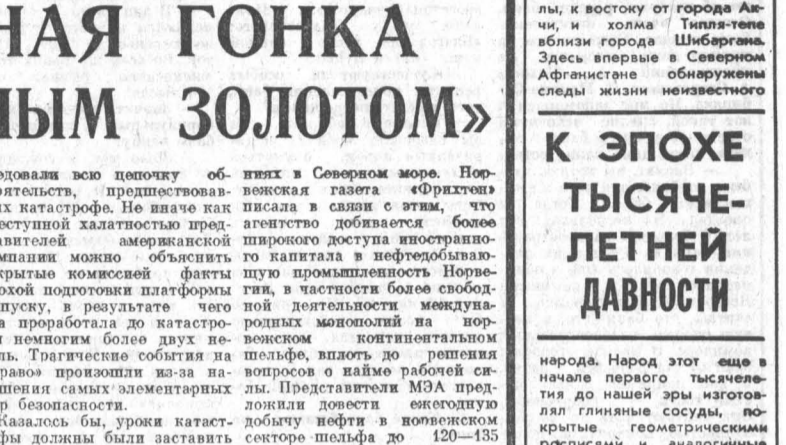 НАЯ ГОНКА
НЫМ ЗОЛОТОМ»
едовали всю цепочку об-
оятельств, предшествовав-
их катастрофе. Не иначе как
еступной халатностью пред-
авителей американской
мпании можно объяснить
крытые комиссией факты
охой подготовки платформы
пуску, в результате чего
а проработала до катастро-
немногим более двух не-
ль. Трагические события на
раво» произошли из-за на-
шения самых элементарных
р безопасности.
Казалось бы, уроки катаст-
фы должны были заставить
ниях в Северном море. Нор-
вежская газета «Фрихтен»
писала в связи с этим, что
агентство добивается более
широкого доступа иностранно-
го капитала в нефтедобываю-
щую промышленность Норве-
гии, в частности более свобод-
ной деятельности междуна-
родных монополий на нор-
вежском континентальном
шельфе, вплоть до решения
вопросов о найме рабочей си-
лы. Представители МЭА пред-
ложили довести ежегодную
добычу нефти в норвежском
секторе шельфа до 120—135
лы, к востоку от города Ак-
чи, и холма Типля-тепе
вблизи города Шибаргана.
Здесь впервые в Северном
Афганистане обнаружены
следы жизни неизвестного
К ЭПОХЕ
ТЫСЯЧЕ-
ЛЕТНЕЙ
ДАВНОСТИ
народа. Народ этот еще в
начале первого тысячеле-
тия до нашей эры изготов-
лял глиняные сосуды, по-
крытые геометрическими
росписями и аналогичные